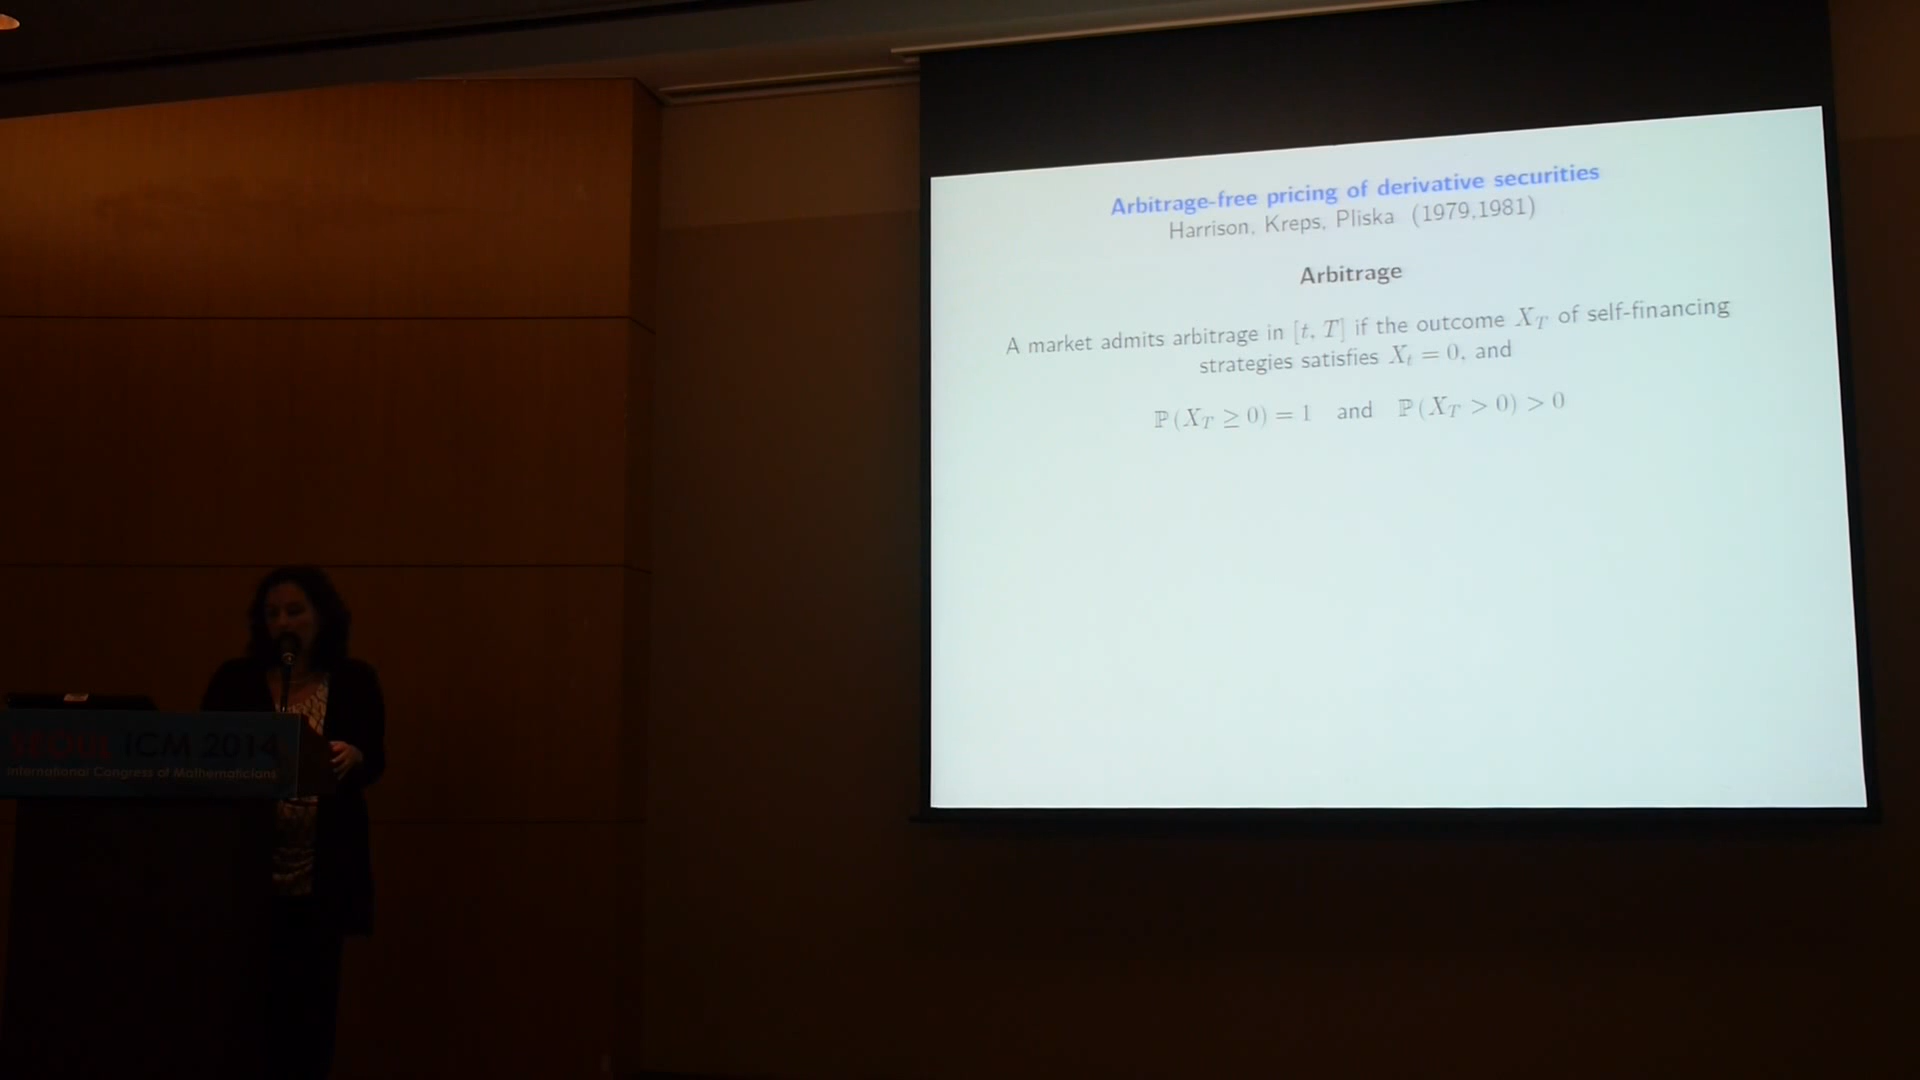 Arbitrage-free pricing of derivative securities
Harrison, Kreps, Pliska (1979,1981)
Arbitrage
A market admits arbitrage in [t, T] if the outcome X_T of self-financing
strategies satisfies X_t = 0, and
ℙ (X_T ≥ 0) = 1 and ℙ (X_T > 0) > 0
SEOUL ICM 2014
International Congress of Mathematicians